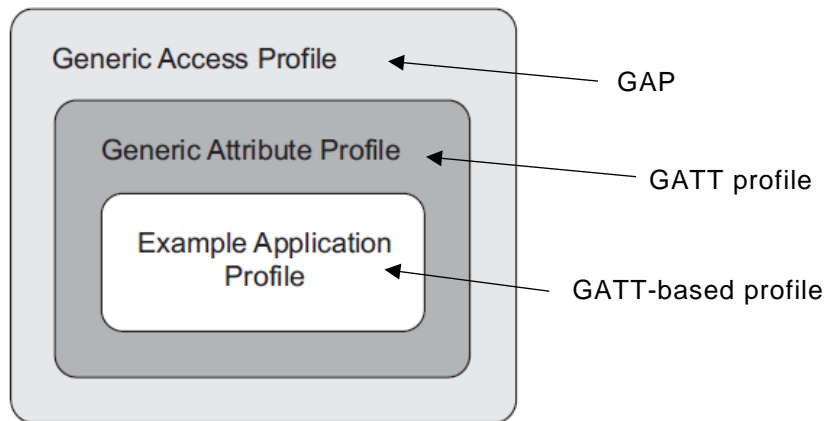 Generic Access Profile
GAP
Generic Attribute Profile
GATT profile
Example Application
Profile
GATT-based profile